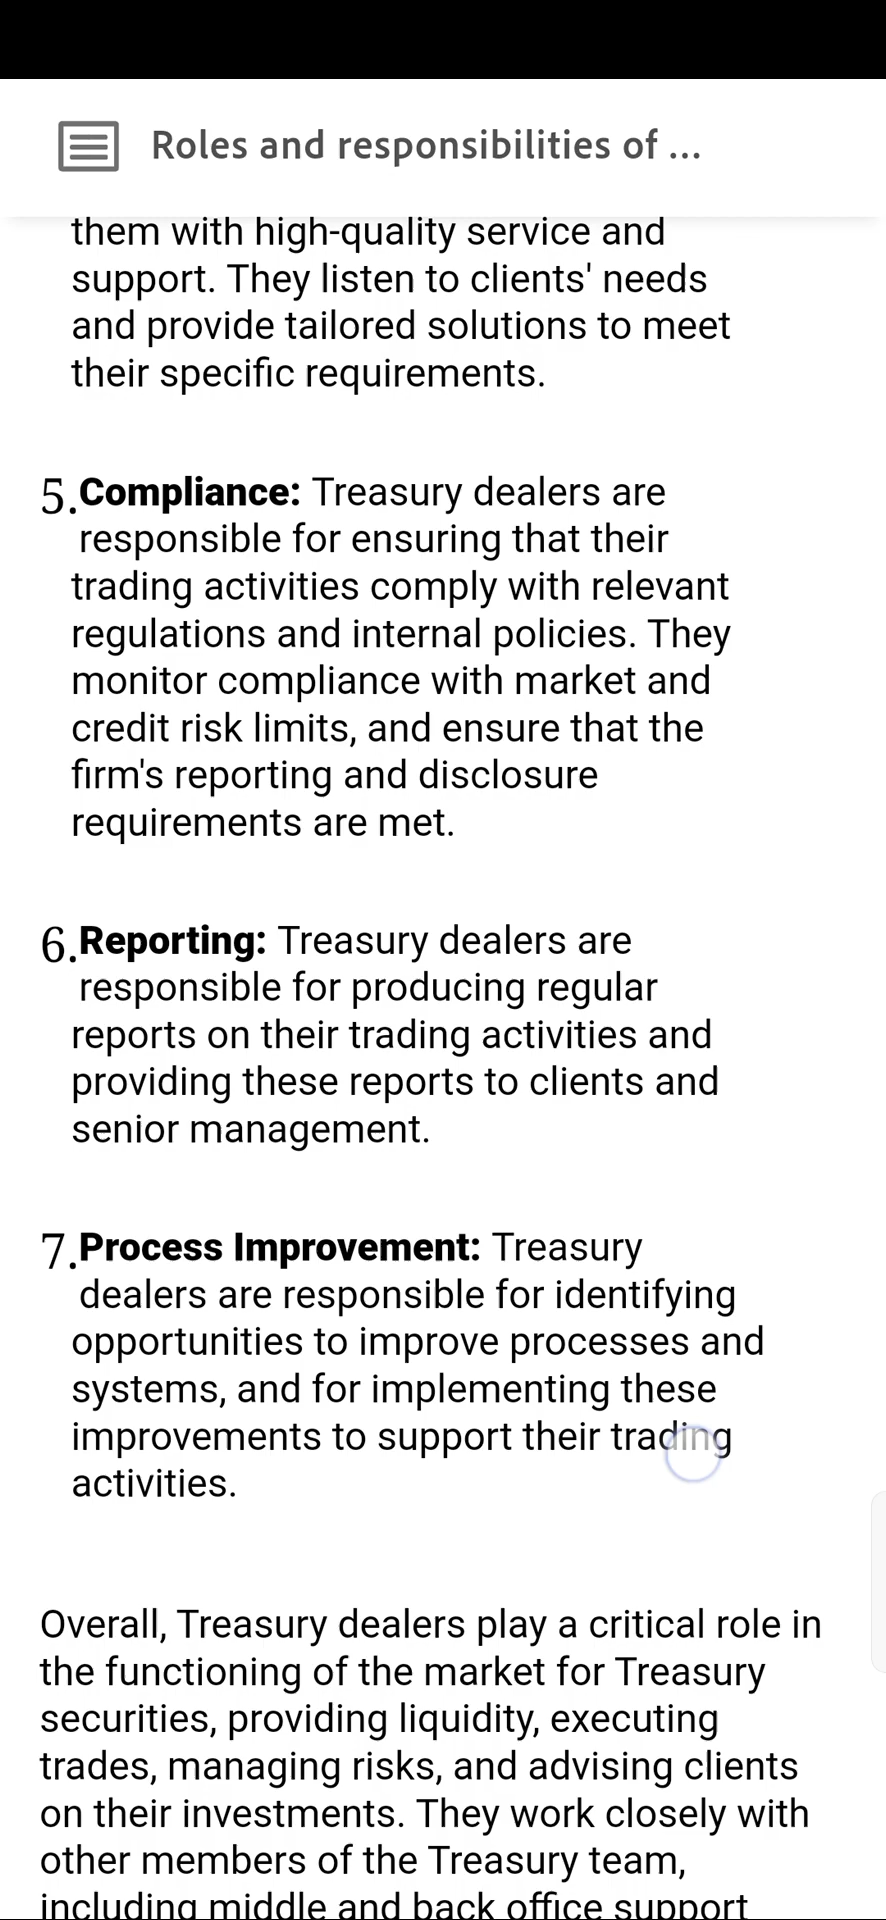 Roles and responsibilities of ...
them with high-quality service and
support. They listen to clients' needs
and provide tailored solutions to meet
their specific requirements.
5. Compliance: Treasury dealers are
responsible for ensuring that their
trading activities comply with relevant
regulations and internal policies. They
monitor compliance with market and
credit risk limits, and ensure that the
firm's reporting and disclosure
requirements are met.
6. Reporting: Treasury dealers are
responsible for producing regular
reports on their trading activities and
providing these reports to clients and
senior management.
7. Process Improvement: Treasury
dealers are responsible for identifying
opportunities to improve processes and
systems, and for implementing these
improvements to support their trading
activities.
Overall, Treasury dealers play a critical role in
the functioning of the market for Treasury
securities, providing liquidity, executing
trades, managing risks, and advising clients
on their investments. They work closely with
other members of the Treasury team,
including middle and back office support